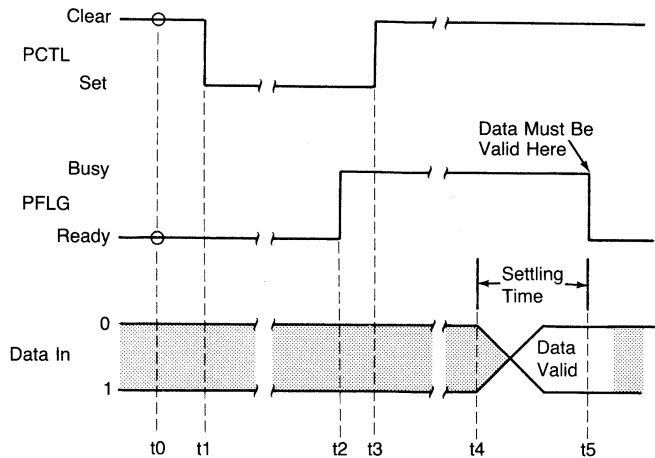 Clear
PCTL
Set
Data Must Be
Valid Here
Busy
PFLG
Ready
Settling
Time
0
Data In
Data
Valid
1
t0 t1 t2 t3 t4 t5